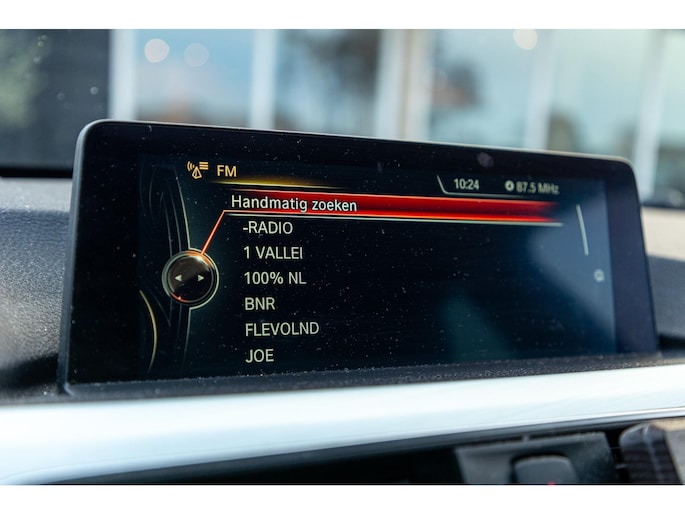 FM
10:24 87.5 MHz
Handmatig zoeken
-RADIO
1 VALLEI
100% NL
BNR
FLEVOLND
JOE